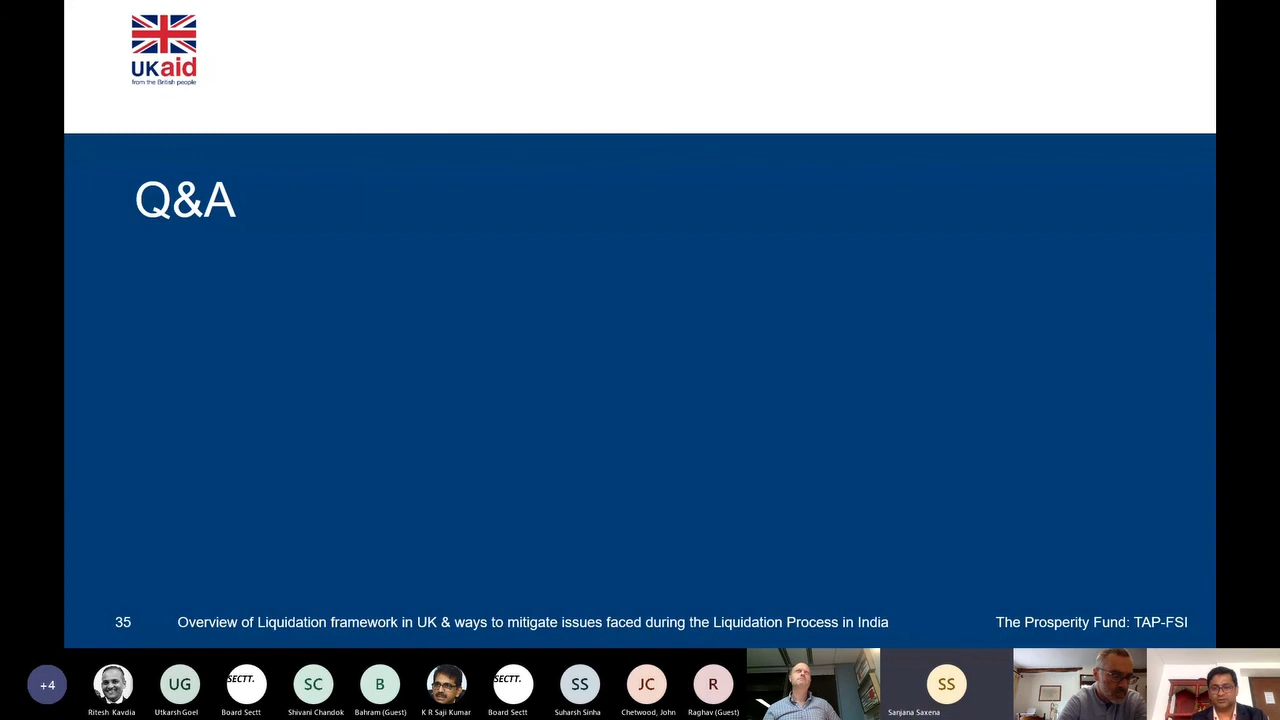 UKaid
from the British people
Q&A
35 Overview of Liquidation framework in UK & ways to mitigate issues faced during the Liquidation Process in India The Prosperity Fund: TAP-FSI
+4 UG SECTT. SC B SECTT. SS JC R SS
Ritesh Kavdia Utkarsh Goel Board Sectt Shivani Chandok Bahram (Guest) K R Saji Kumar Board Sectt Suharsh Sinha Chetwood, John Raghav (Guest) Sanjana Saxena